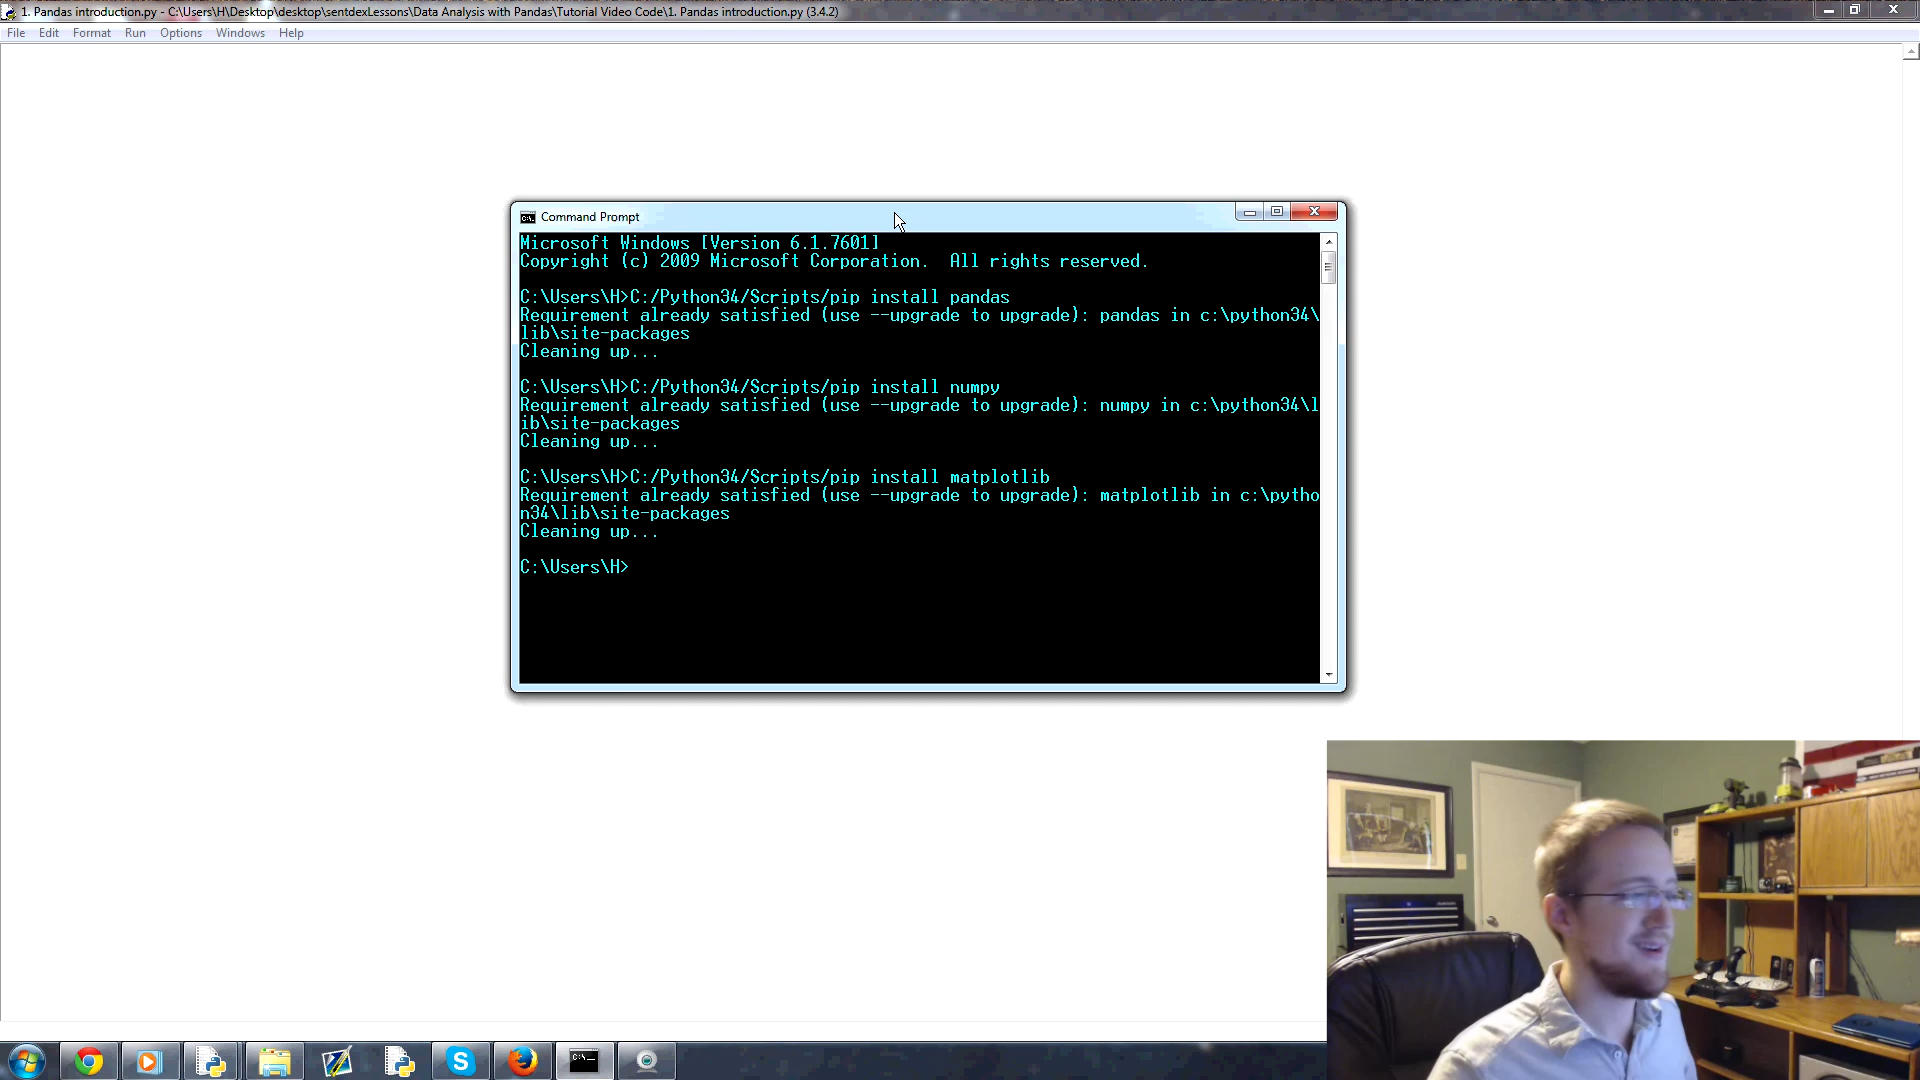 1. Pandas introduction.py - C:\Users\H\Desktop\desktop\sentdexLessons\Data Analysis with Pandas\Tutorial Video Code\1. Pandas introduction.py (3.4.2)
File Edit Format Run Options Windows Help
Command Prompt
Microsoft Windows [Version 6.1.7601]
Copyright (c) 2009 Microsoft Corporation.  All rights reserved.
C:\Users\H>C:/Python34/Scripts/pip install pandas
Requirement already satisfied (use --upgrade to upgrade): pandas in c:\python34\
lib\site-packages
Cleaning up...
C:\Users\H>C:/Python34/Scripts/pip install numpy
Requirement already satisfied (use --upgrade to upgrade): numpy in c:\python34\l
ib\site-packages
Cleaning up...
C:\Users\H>C:/Python34/Scripts/pip install matplotlib
Requirement already satisfied (use --upgrade to upgrade): matplotlib in c:\pytho
n34\lib\site-packages
Cleaning up...
C:\Users\H>